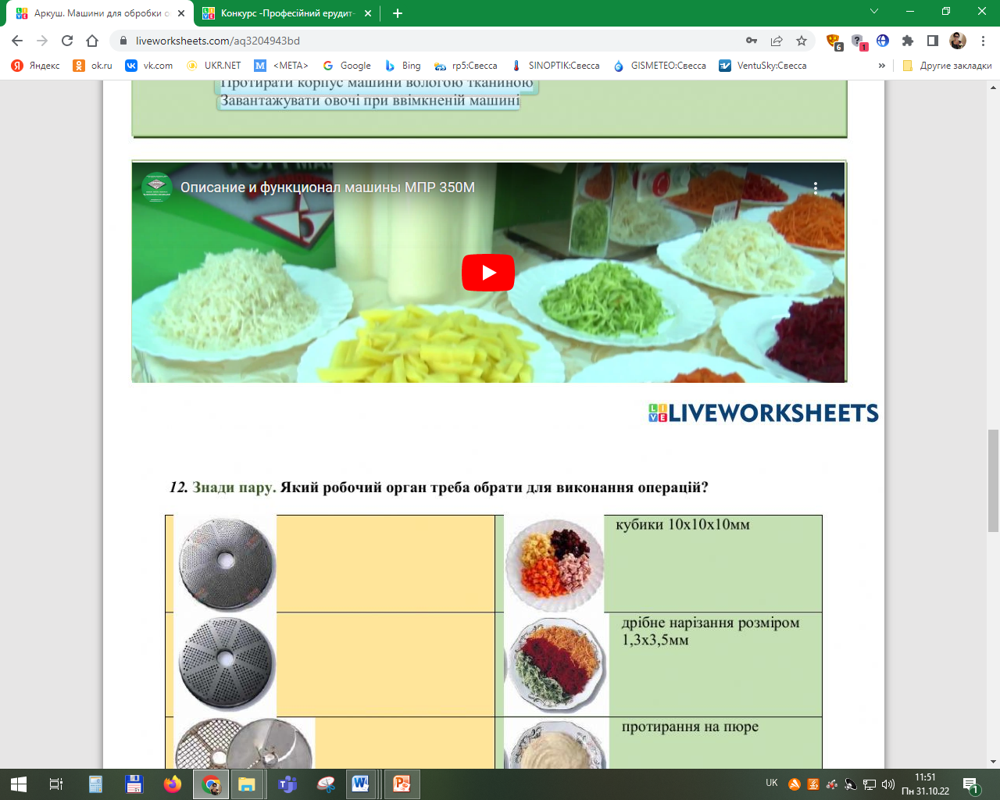 Аркуш. Машини для обробки о
Конкурс -Професійний ерудит-
liveworksheets.com/aq3204943bd
6
1
Яндекс
ok.ru
vk.com
UKR.NET
<META>
Google
Bing
rp5:Свесса
SINOPTIK:Свесса
GISMETEO:Свесса
VentuSky:Свесса
»
Другие закладки
Протирати корпус машини вологою тканиною
Завантажувати овочі при ввімкненій машині
Описание и функционал машины МПР 350М
LIVEWORKSHEETS
12. Знади пару. Який робочий орган треба обрати для виконання операцій?
кубики 10х10х10мм
дрібне нарізання розміром
1,3х3,5мм
протирання на пюре
UK
11:51
Пн 31.10.22
1